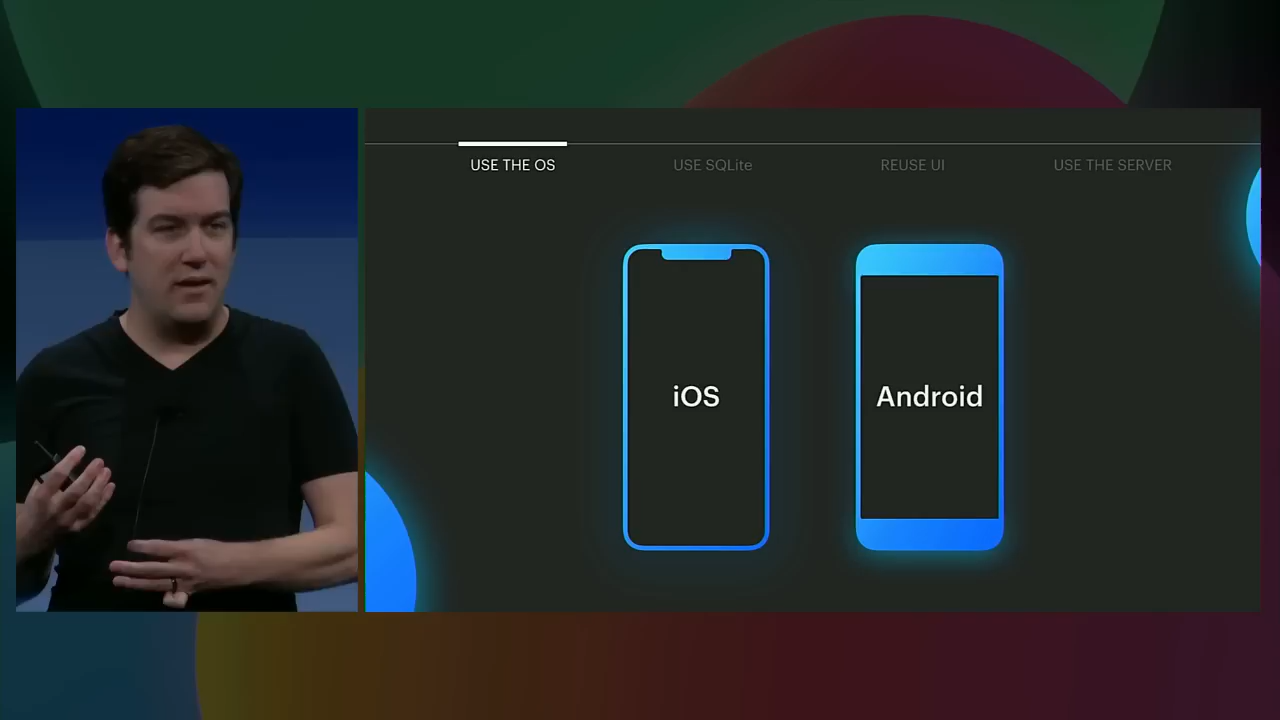 USE THE OS
USE SQLite
REUSE UI
USE THE SERVER
iOS
Android